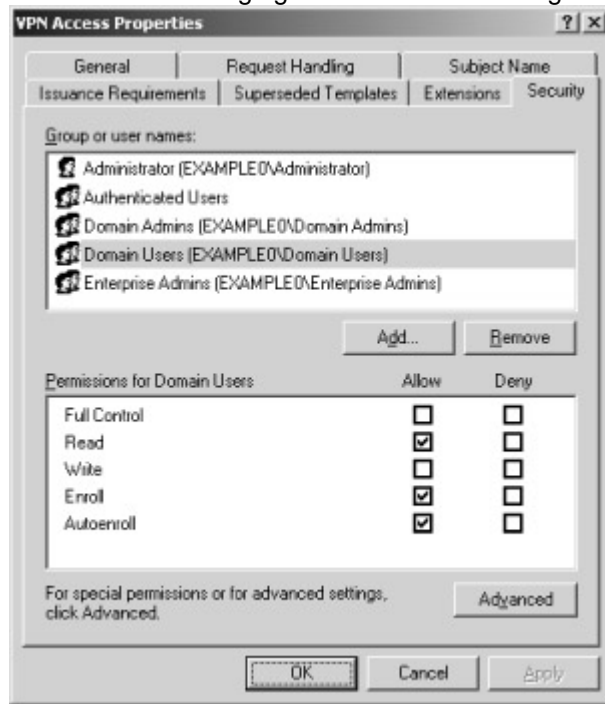 VPN Access Properties
General Request Handling Subject Name
Issuance Requirements Superseded Templates Extensions Security
Group or user names:
Administrator (EXAMPLE0\Administrator)
Authenticated Users
Domain Admins (EXAMPLE0\Domain Admins)
Domain Users (EXAMPLE0\Domain Users)
Enterprise Admins (EXAMPLE0\Enterprise Admins)
Add... Remove
Permissions for Domain Users Allow Deny
Full Control
Read
Write
Enroll
Autoenroll
For special permissions or for advanced settings,
click Advanced.
Advanced
OK Cancel Apply